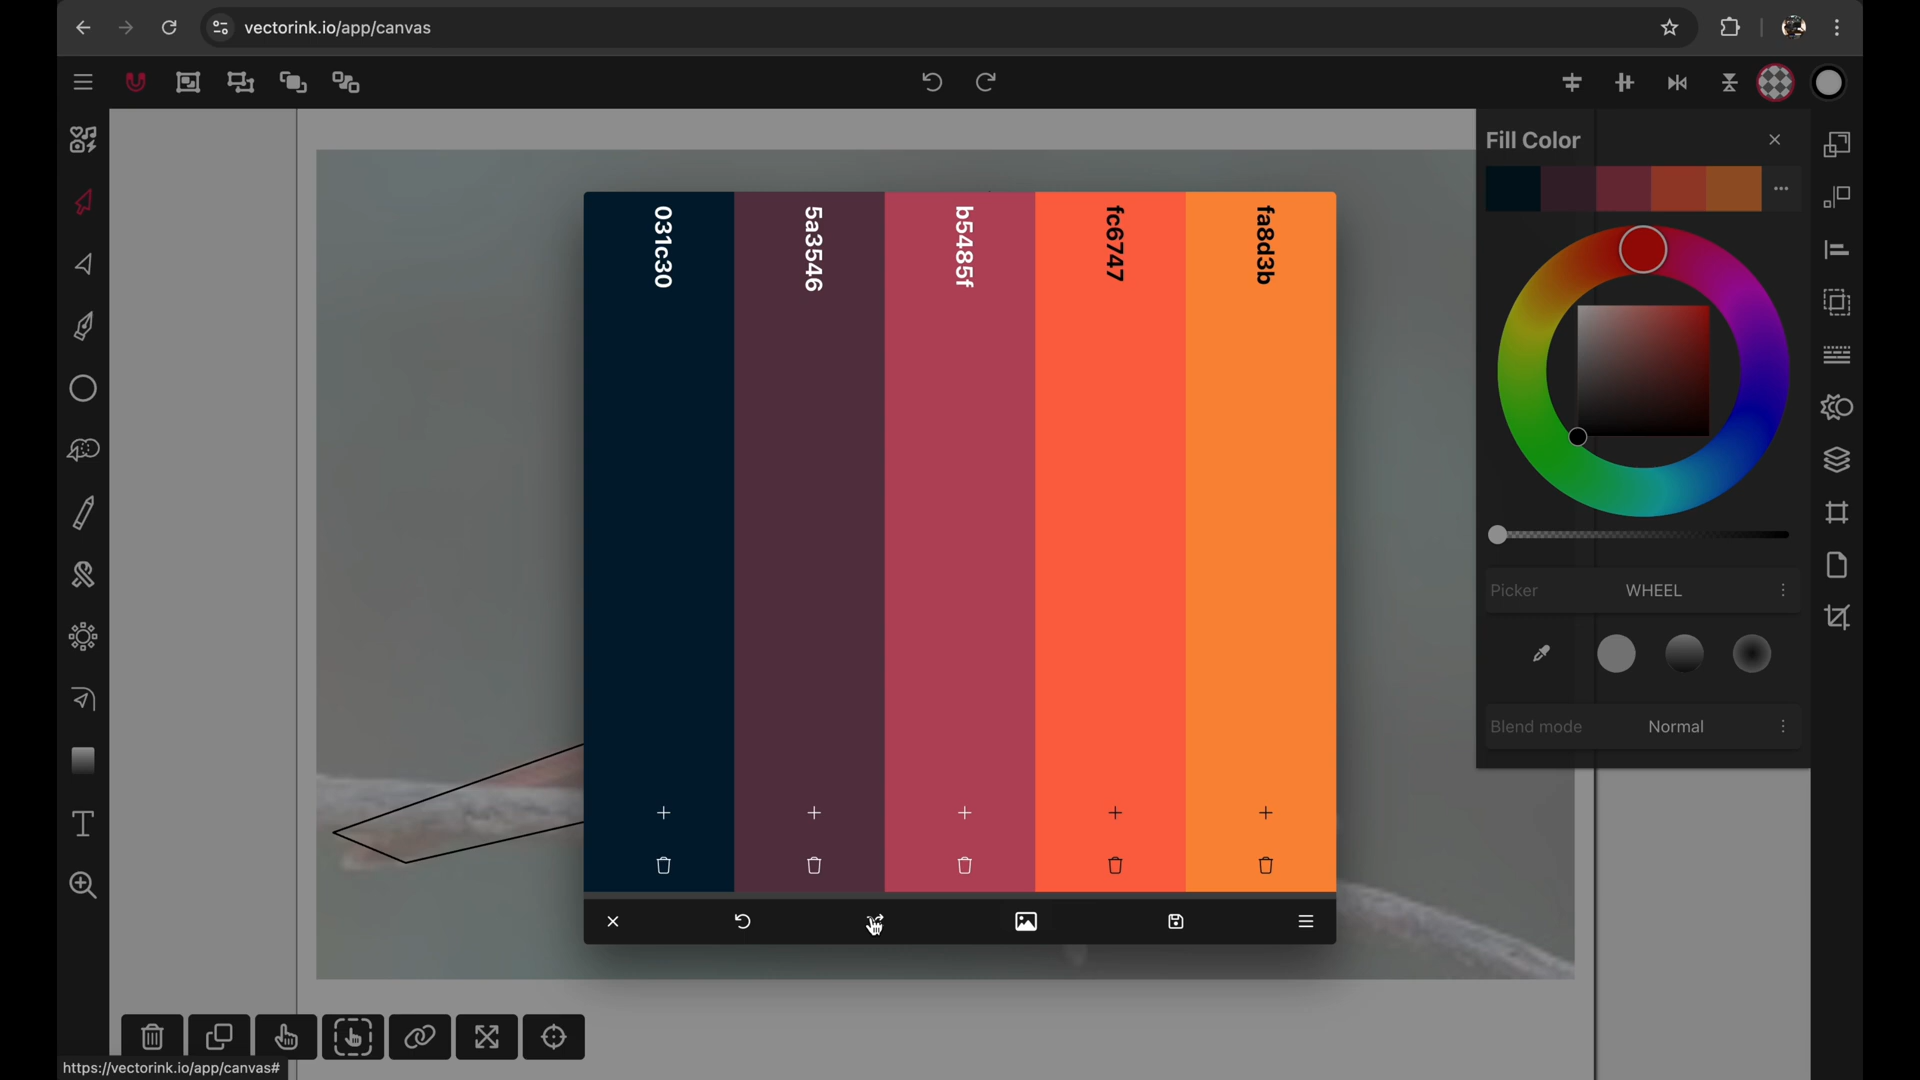 vectorink.io/app/canvas
Fill Color
031c30
5a3546
b5485f
fc6747
fa8d3b
Picker
WHEEL
Blend mode
Normal
https://vectorink.io/app/canvas#